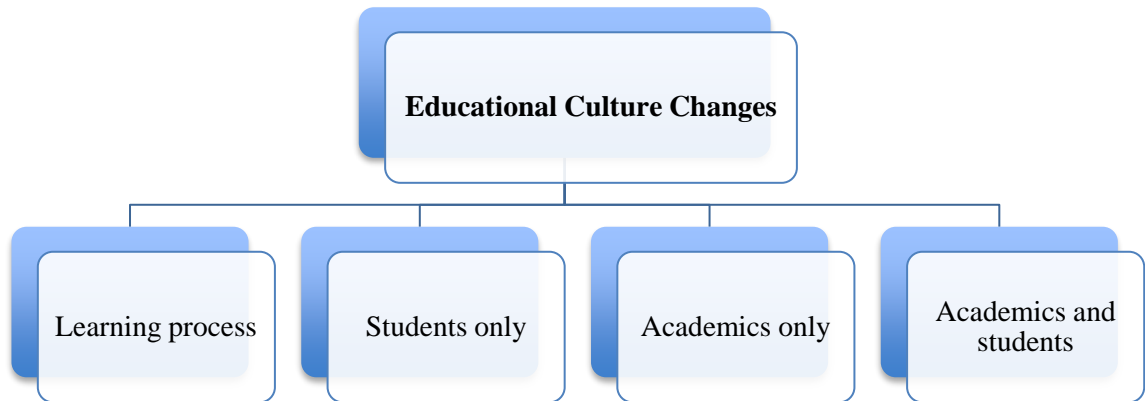 Educational Culture Changes
Learning process
Students only
Academics only
Academics and
students